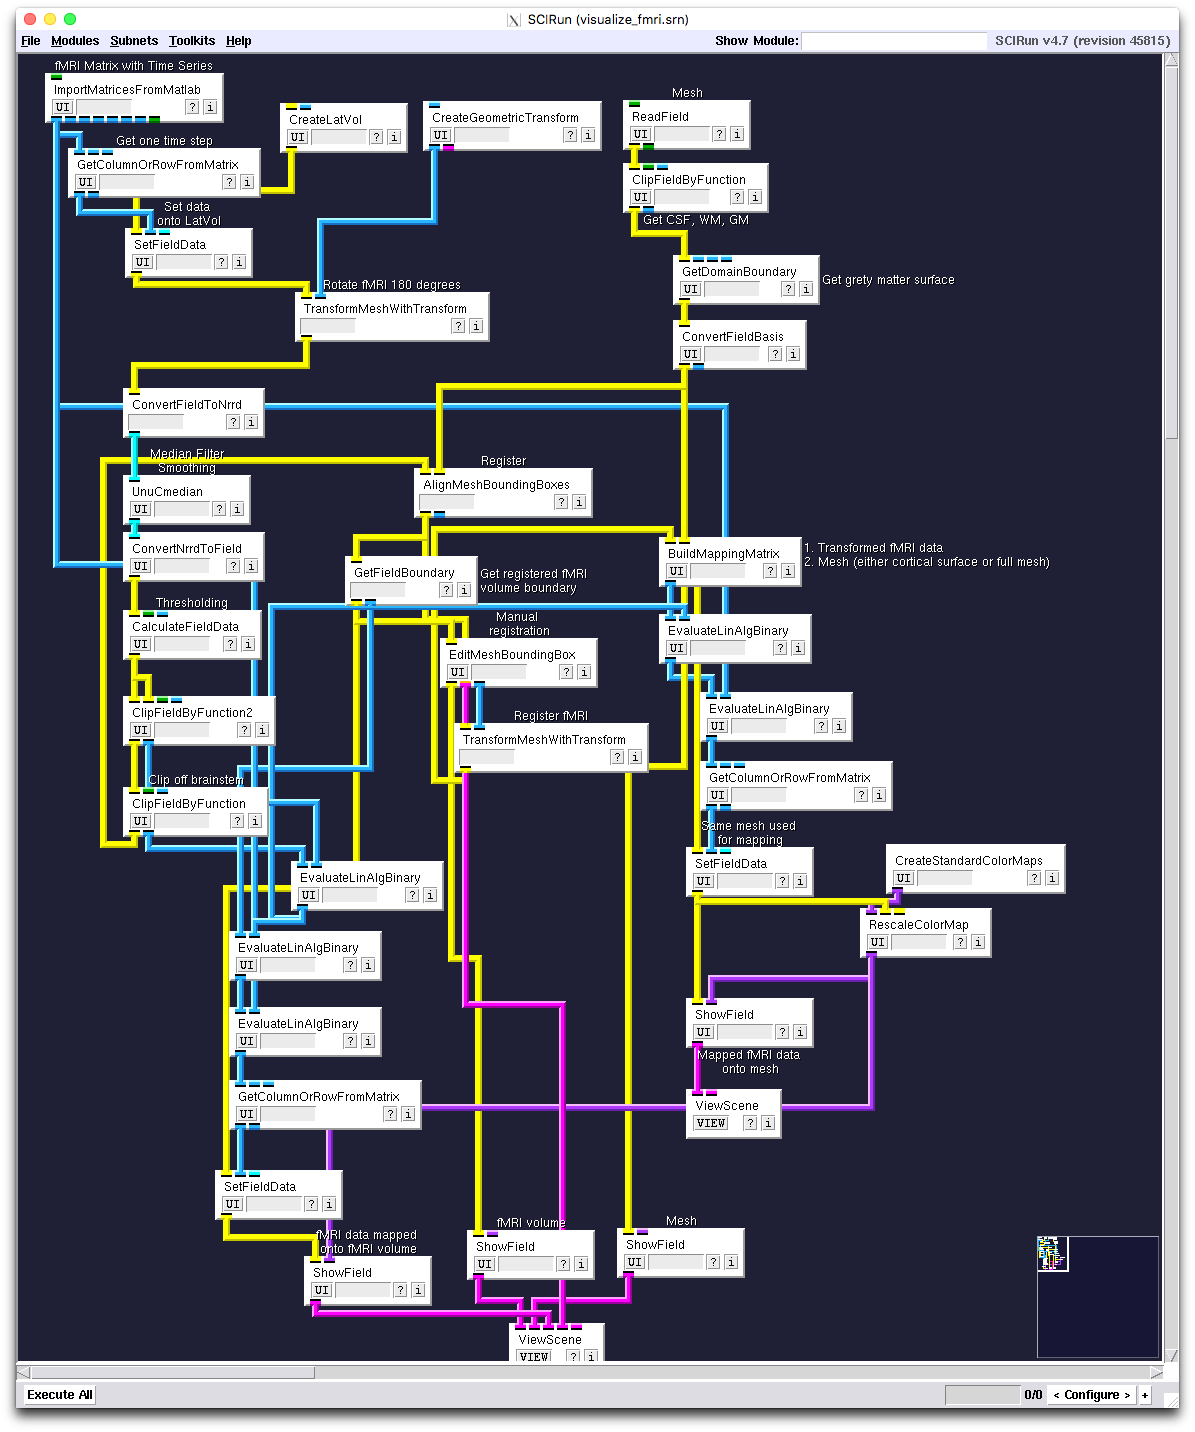 SCIRun (visualize_fmri.srn)
File Modules Subnets Toolkits Help Show Module: SCIRun v4.7 (revision 45815)
fMRI Matrix with Time Series
ImportMatricesFromMatlab
UI ? i
CreateLatVol
UI ? i
CreateGeometricTransform
UI ? i
Mesh
ReadField
UI ? i
Get one time step
GetColumnOrRowFromMatrix
UI ? i
ClipFieldByFunction
UI ? i
Get CSF, WM, GM
Set data
onto LatVol
SetFieldData
UI ? i
GetDomainBoundary
UI ? i
Get grety matter surface
Rotate fMRI 180 degrees
TransformMeshWithTransform
? i
ConvertFieldBasis
UI ? i
ConvertFieldToNrrd
? i
Median Filter
Smoothing
UnuCmedian
UI ? i
Register
AlignMeshBoundingBoxes
? i
ConvertNrrdToField
UI ? i
GetFieldBoundary
? i
Get registered fMRI
volume boundary
BuildMappingMatrix
UI ? i
1. Transformed fMRI data
2. Mesh (either cortical surface or full mesh)
Thresholding
CalculateFieldData
UI ? i
Manual
registration
EditMeshBoundingBox
UI ? i
EvaluateLinAlgBinary
UI ? i
ClipFieldByFunction2
UI ? i
Register fMRI
TransformMeshWithTransform
? i
EvaluateLinAlgBinary
UI ? i
Clip off brainstem
ClipFieldByFunction
UI ? i
GetColumnOrRowFromMatrix
UI ? i
Same mesh used
for mapping
SetFieldData
UI ? i
EvaluateLinAlgBinary
UI ? i
CreateStandardColorMaps
UI ? i
RescaleColorMap
UI ? i
EvaluateLinAlgBinary
UI ? i
EvaluateLinAlgBinary
UI ? i
ShowField
UI ? i
Mapped fMRI data
onto mesh
GetColumnOrRowFromMatrix
UI ? i
ViewScene
VIEW ? i
SetFieldData
UI ? i
fMRI data mapped
onto fMRI volume
ShowField
UI ? i
fMRI volume
ShowField
UI ? i
Mesh
ShowField
UI ? i
ViewScene
VIEW ? i
Execute All 0/0 < Configure > +